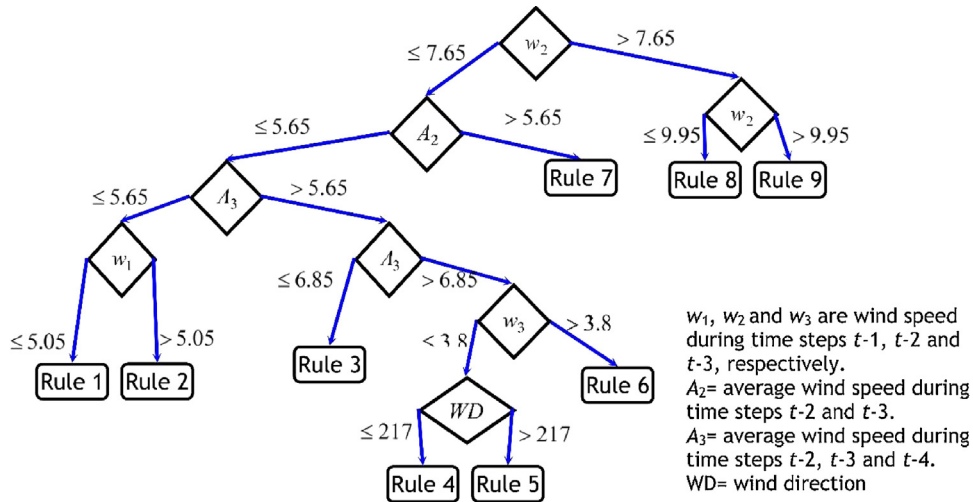 w₂
≤ 7.65
> 7.65
w₂
A₂
≤ 5.65
> 5.65
≤ 9.95
> 9.95
Rule 7
Rule 8
Rule 9
A₃
≤ 5.65
> 5.65
w₁
A₃
≤ 6.85
> 6.85
w₃
≤ 5.05
> 5.05
< 3.8
> 3.8
Rule 1
Rule 2
Rule 3
Rule 6
WD
≤ 217
> 217
Rule 4
Rule 5
w₁, w₂ and w₃ are wind speed
during time steps t-1, t-2 and
t-3, respectively.
A₂= average wind speed during
time steps t-2 and t-3.
A₃= average wind speed during
time steps t-2, t-3 and t-4.
WD= wind direction